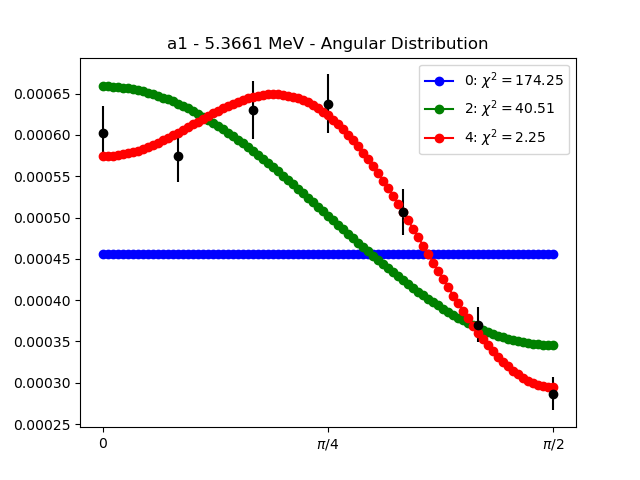 a1 - 5.3661 MeV - Angular Distribution
0: χ² = 174.25
2: χ² = 40.51
4: χ² = 2.25
0.00065
0.00060
0.00055
0.00050
0.00045
0.00040
0.00035
0.00030
0.00025
0 π/4 π/2